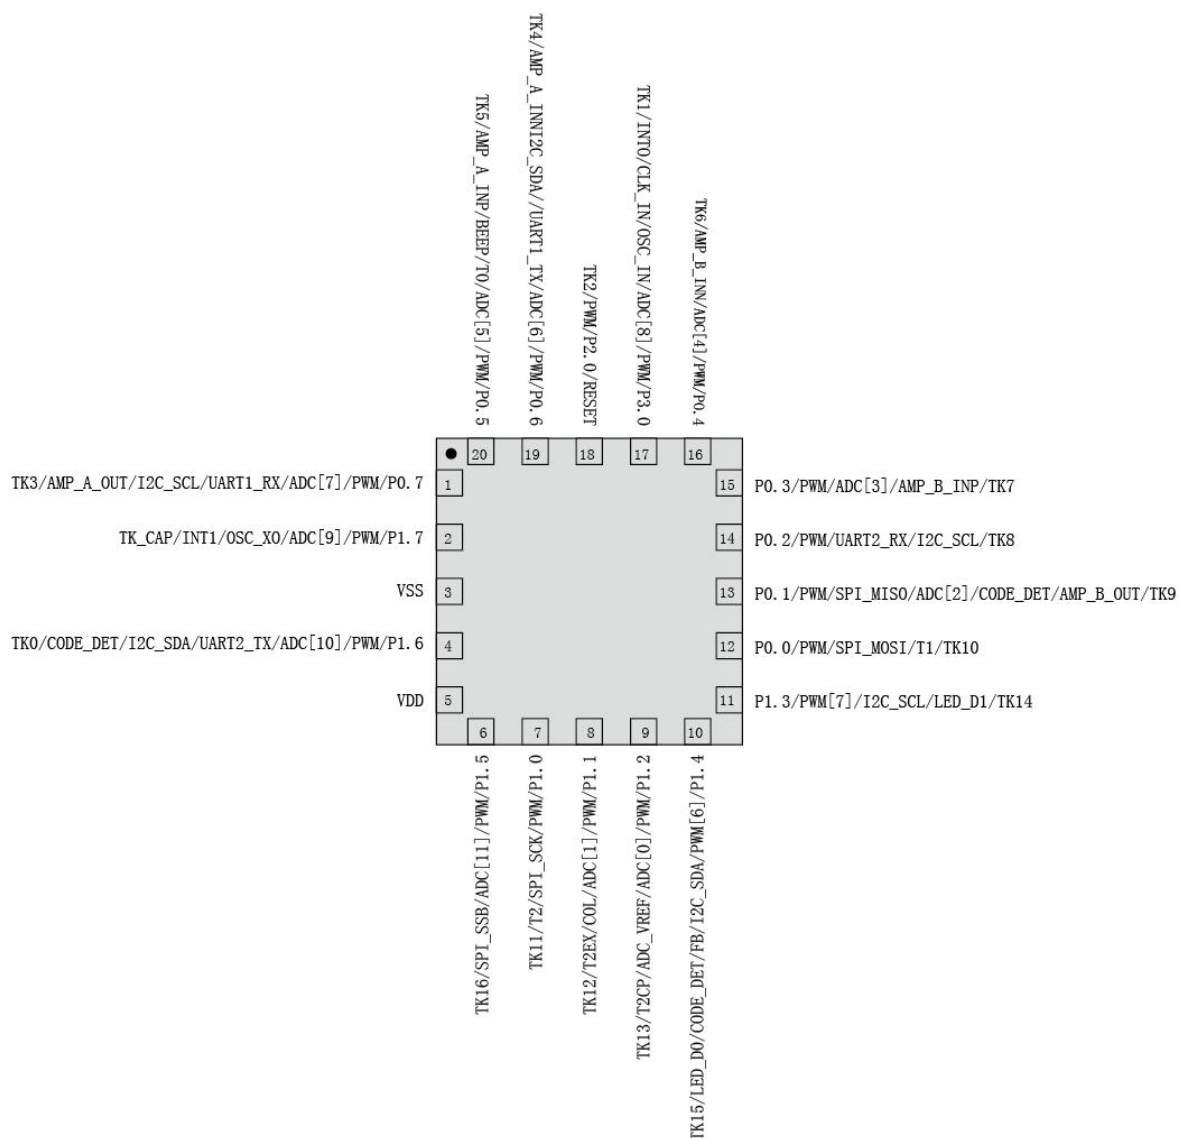 TK5/AMP_A_INP/BEEP/T0/ADC[5]/PWM/P0.5
TK4/AMP_A_INNI2C_SDA//UART1_TX/ADC[6]/PWM/P0.6
TK2/PWM/P2.0/RESET
TK1/INT0/CLK_IN/OSC_IN/ADC[8]/PWM/P3.0
TK6/AMP_B_INN/ADC[4]/PWM/P0.4
20 19 18 17 16
TK3/AMP_A_OUT/I2C_SCL/UART1_RX/ADC[7]/PWM/P0.7 1
15 P0.3/PWM/ADC[3]/AMP_B_INP/TK7
TK_CAP/INT1/OSC_XO/ADC[9]/PWM/P1.7 2
14 P0.2/PWM/UART2_RX/I2C_SCL/TK8
VSS 3
13 P0.1/PWM/SPI_MISO/ADC[2]/CODE_DET/AMP_B_OUT/TK9
TK0/CODE_DET/I2C_SDA/UART2_TX/ADC[10]/PWM/P1.6 4
12 P0.0/PWM/SPI_MOSI/T1/TK10
VDD 5
11 P1.3/PWM[7]/I2C_SCL/LED_D1/TK14
6 7 8 9 10
TK16/SPI_SSB/ADC[11]/PWM/P1.5
TK11/T2/SPI_SCK/PWM/P1.0
TK12/T2EX/COL/ADC[1]/PWM/P1.1
TK13/T2CP/ADC_VREF/ADC[0]/PWM/P1.2
TK15/LED_D0/CODE_DET/FB/I2C_SDA/PWM[6]/P1.4